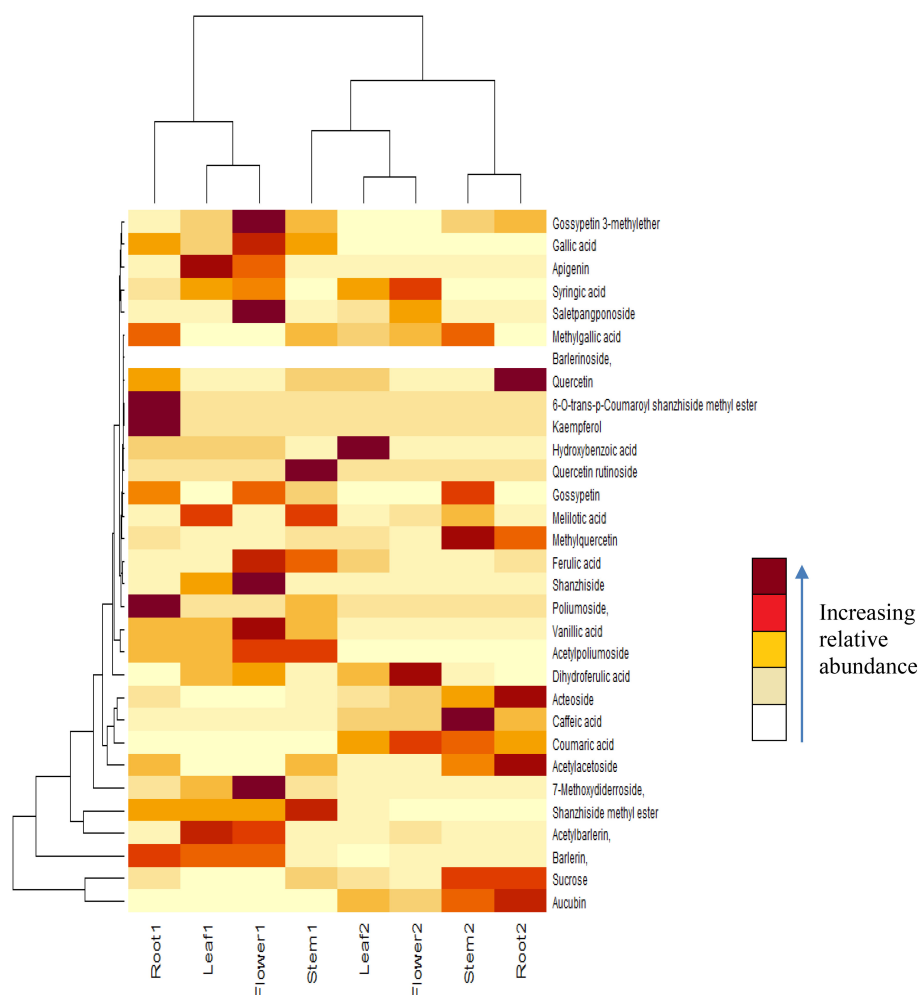 Gossypetin 3-methylether
Gallic acid
Apigenin
Syringic acid
Saletpangponoside
Methylgallic acid
Barlerinoside,
Quercetin
6-O-trans-p-Coumaroyl shanzhiside methyl ester
Kaempferol
Hydroxybenzoic acid
Quercetin rutinoside
Gossypetin
Melilotic acid
Methylquercetin
Ferulic acid
Shanzhiside
Poliumoside,
Vanillic acid
Acetylpoliumoside
Dihydroferulic acid
Acteoside
Caffeic acid
Coumaric acid
Acetylacetoside
7-Methoxydiderroside,
Shanzhiside methyl ester
Acetylbarlerin,
Barlerin,
Sucrose
Aucubin
Increasing
relative
abundance
Root1
Leaf1
Flower1
Stem1
Leaf2
Flower2
Stem2
Root2